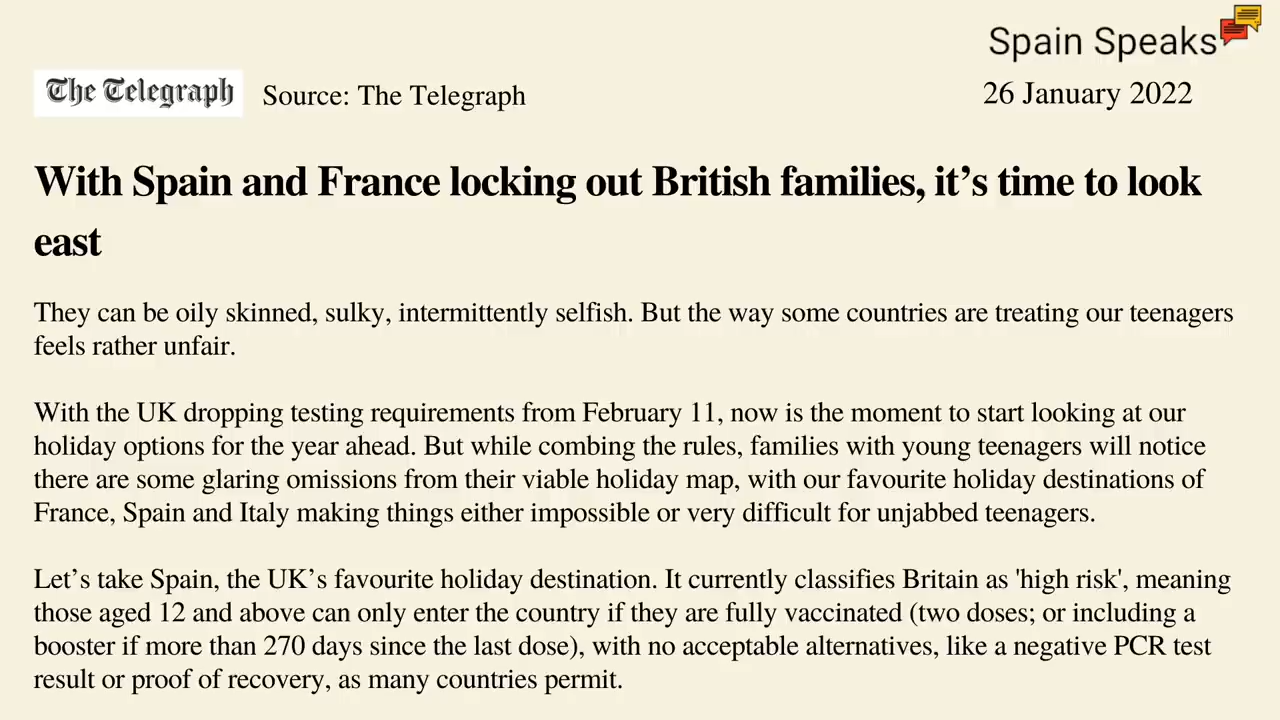 Spain Speaks
The Telegraph
Source: The Telegraph
26 January 2022
With Spain and France locking out British families, it’s time to look
east
They can be oily skinned, sulky, intermittently selfish. But the way some countries are treating our teenagers
feels rather unfair.
With the UK dropping testing requirements from February 11, now is the moment to start looking at our
holiday options for the year ahead. But while combing the rules, families with young teenagers will notice
there are some glaring omissions from their viable holiday map, with our favourite holiday destinations of
France, Spain and Italy making things either impossible or very difficult for unjabbed teenagers.
Let’s take Spain, the UK’s favourite holiday destination. It currently classifies Britain as 'high risk', meaning
those aged 12 and above can only enter the country if they are fully vaccinated (two doses; or including a
booster if more than 270 days since the last dose), with no acceptable alternatives, like a negative PCR test
result or proof of recovery, as many countries permit.